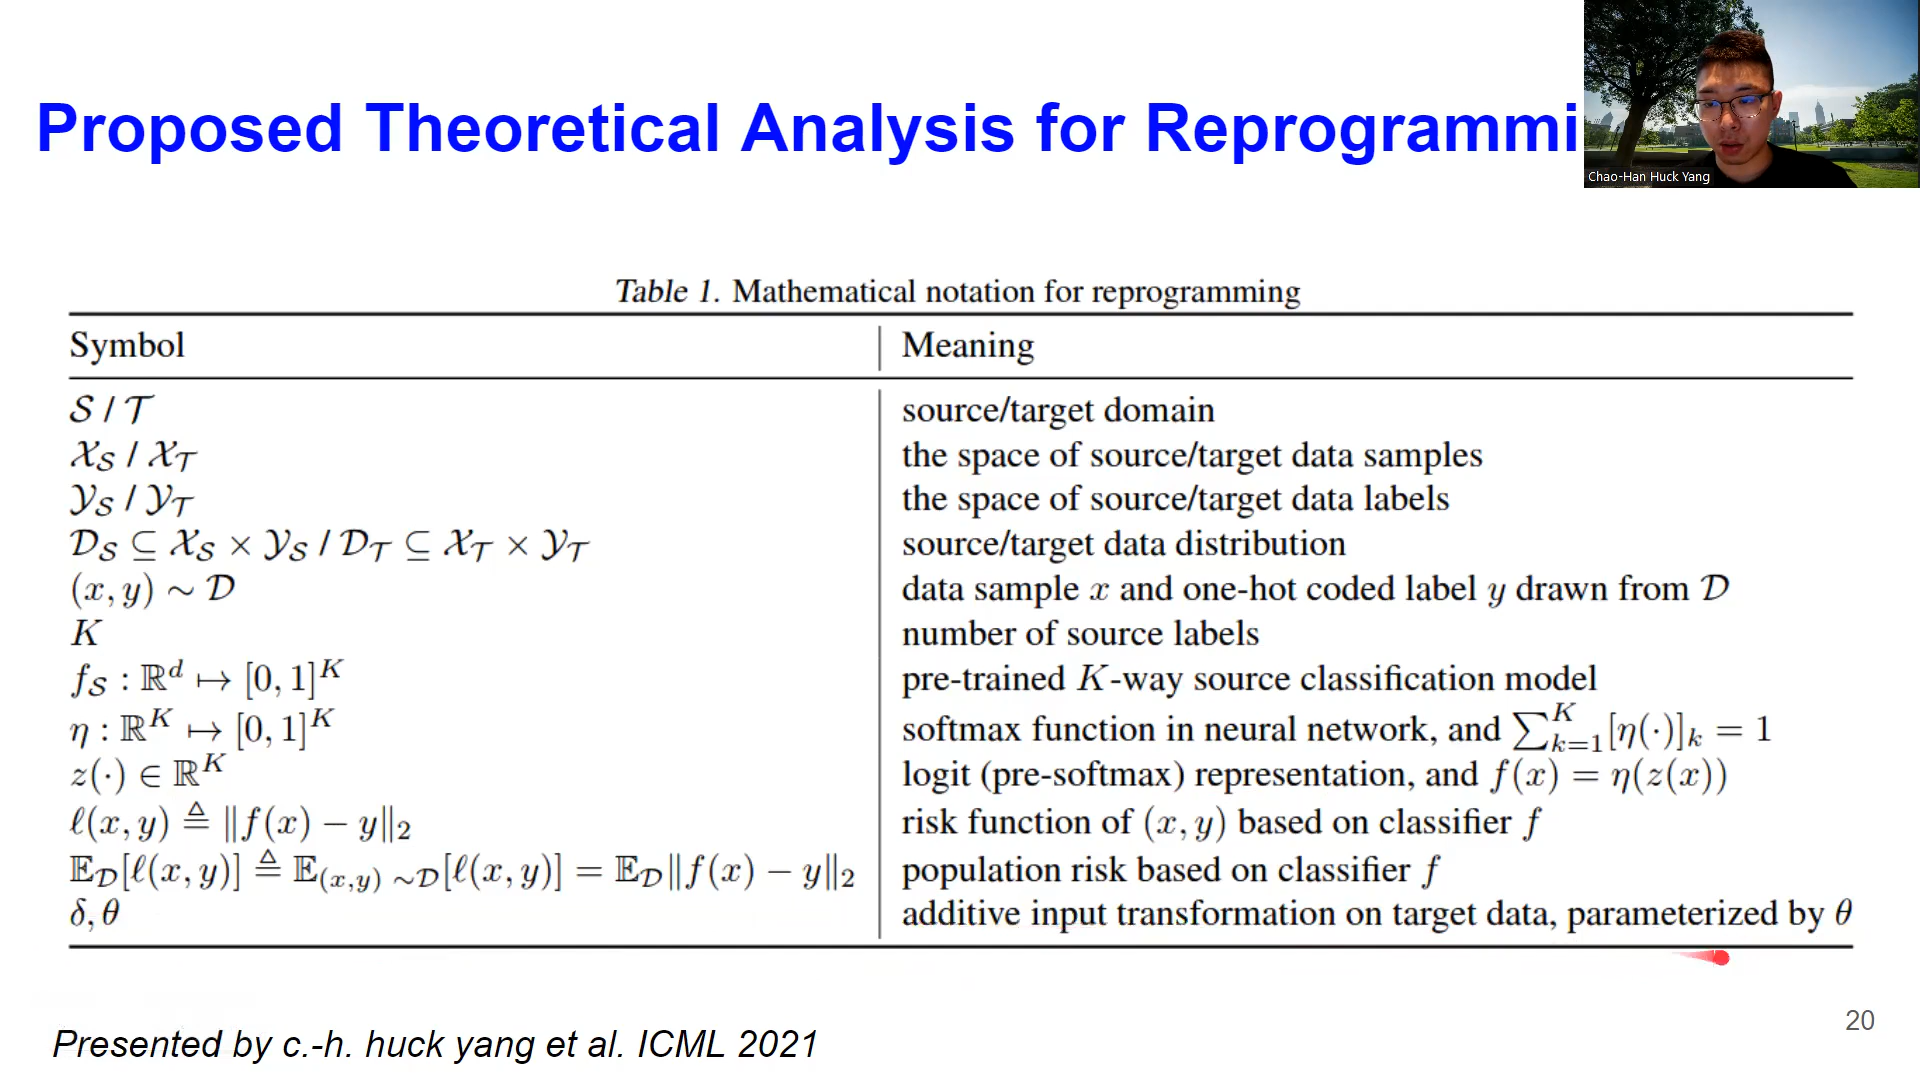 Proposed Theoretical Analysis for Reprogrammi
Chao-Han Huck Yang
Table 1. Mathematical notation for reprogramming
Symbol Meaning
𝒮 / 𝒯 source/target domain
𝒳_𝒮 / 𝒳_𝒯 the space of source/target data samples
𝒴_𝒮 / 𝒴_𝒯 the space of source/target data labels
𝒟_𝒮 ⊆ 𝒳_𝒮 × 𝒴_𝒮 / 𝒟_𝒯 ⊆ 𝒳_𝒯 × 𝒴_𝒯 source/target data distribution
(x, y) ∼ 𝒟 data sample x and one-hot coded label y drawn from 𝒟
K number of source labels
f_𝒮 : ℝ^d ↦ [0, 1]^K pre-trained K-way source classification model
η : ℝ^K ↦ [0, 1]^K softmax function in neural network, and ∑_{k=1}^K [η(·)]_k = 1
z(·) ∈ ℝ^K logit (pre-softmax) representation, and f(x) = η(z(x))
ℓ(x, y) ≜ ‖f(x) − y‖_2 risk function of (x, y) based on classifier f
𝔼_𝒟[ℓ(x, y)] ≜ 𝔼_{(x,y) ∼𝒟}[ℓ(x, y)] = 𝔼_𝒟‖f(x) − y‖_2 population risk based on classifier f
δ, θ additive input transformation on target data, parameterized by θ
20
Presented by c.-h. huck yang et al. ICML 2021